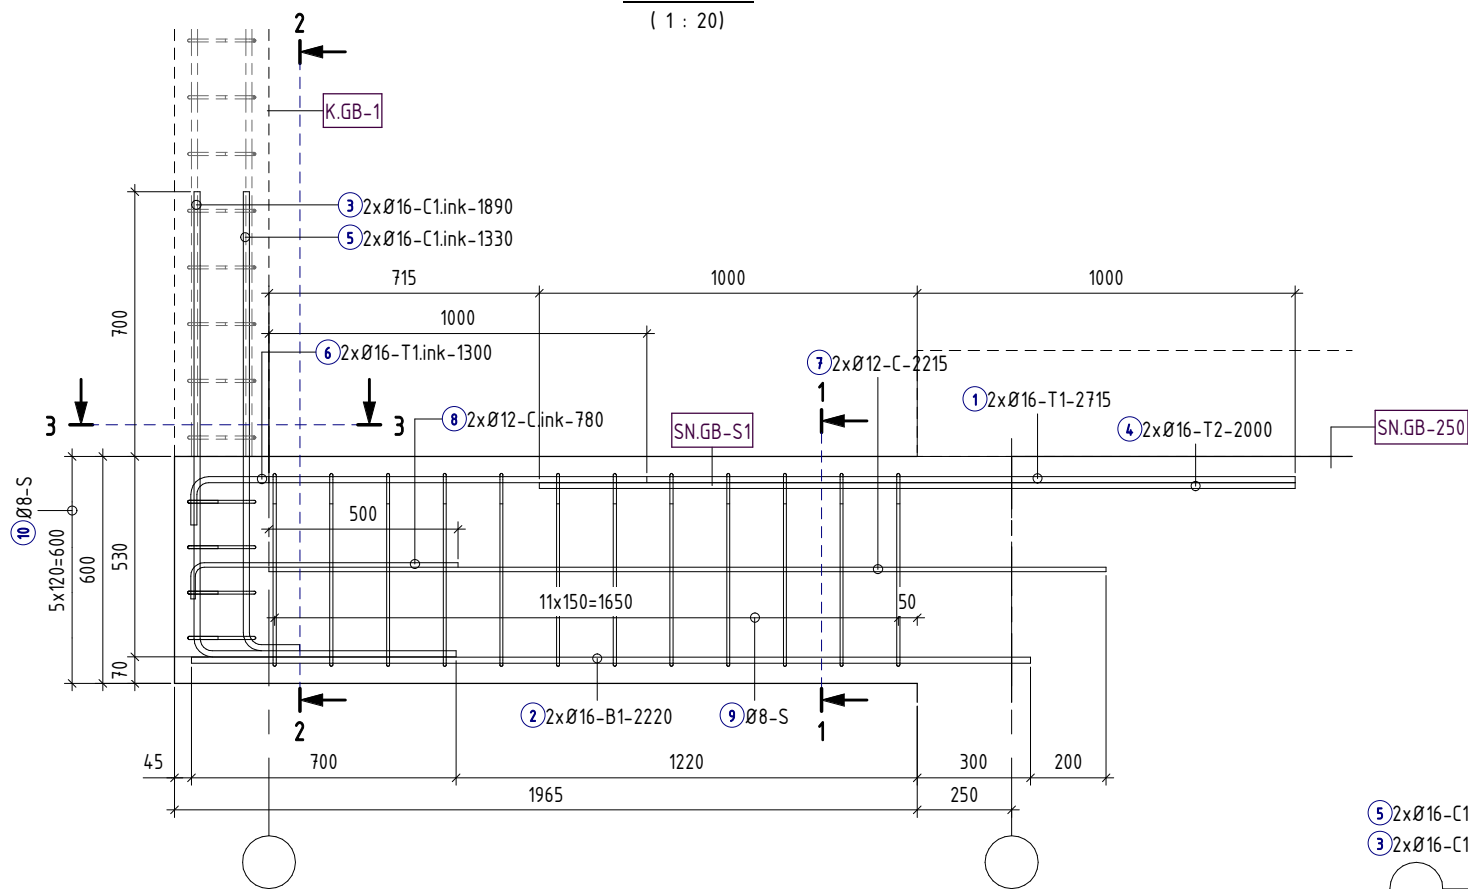 ( 1 : 20)
2
K.GB-1
3 2xØ16-C1.ink-1890
5 2xØ16-C1.ink-1330
715
1000
1000
700
1000
6 2xØ16-T1.ink-1300
7 2xØ12-C-2215
1
1 2xØ16-T1-2715
3
3
8 2xØ12-C.ink-780
SN.GB-S1
4 2xØ16-T2-2000
SN.GB-250
10 Ø8-S
500
5x120=600
600
530
11x150=1650
50
70
2 2xØ16-B1-2220
9 Ø8-S
2
1
45
700
1220
300
200
1965
250
5 2xØ16-C1
3 2xØ16-C1